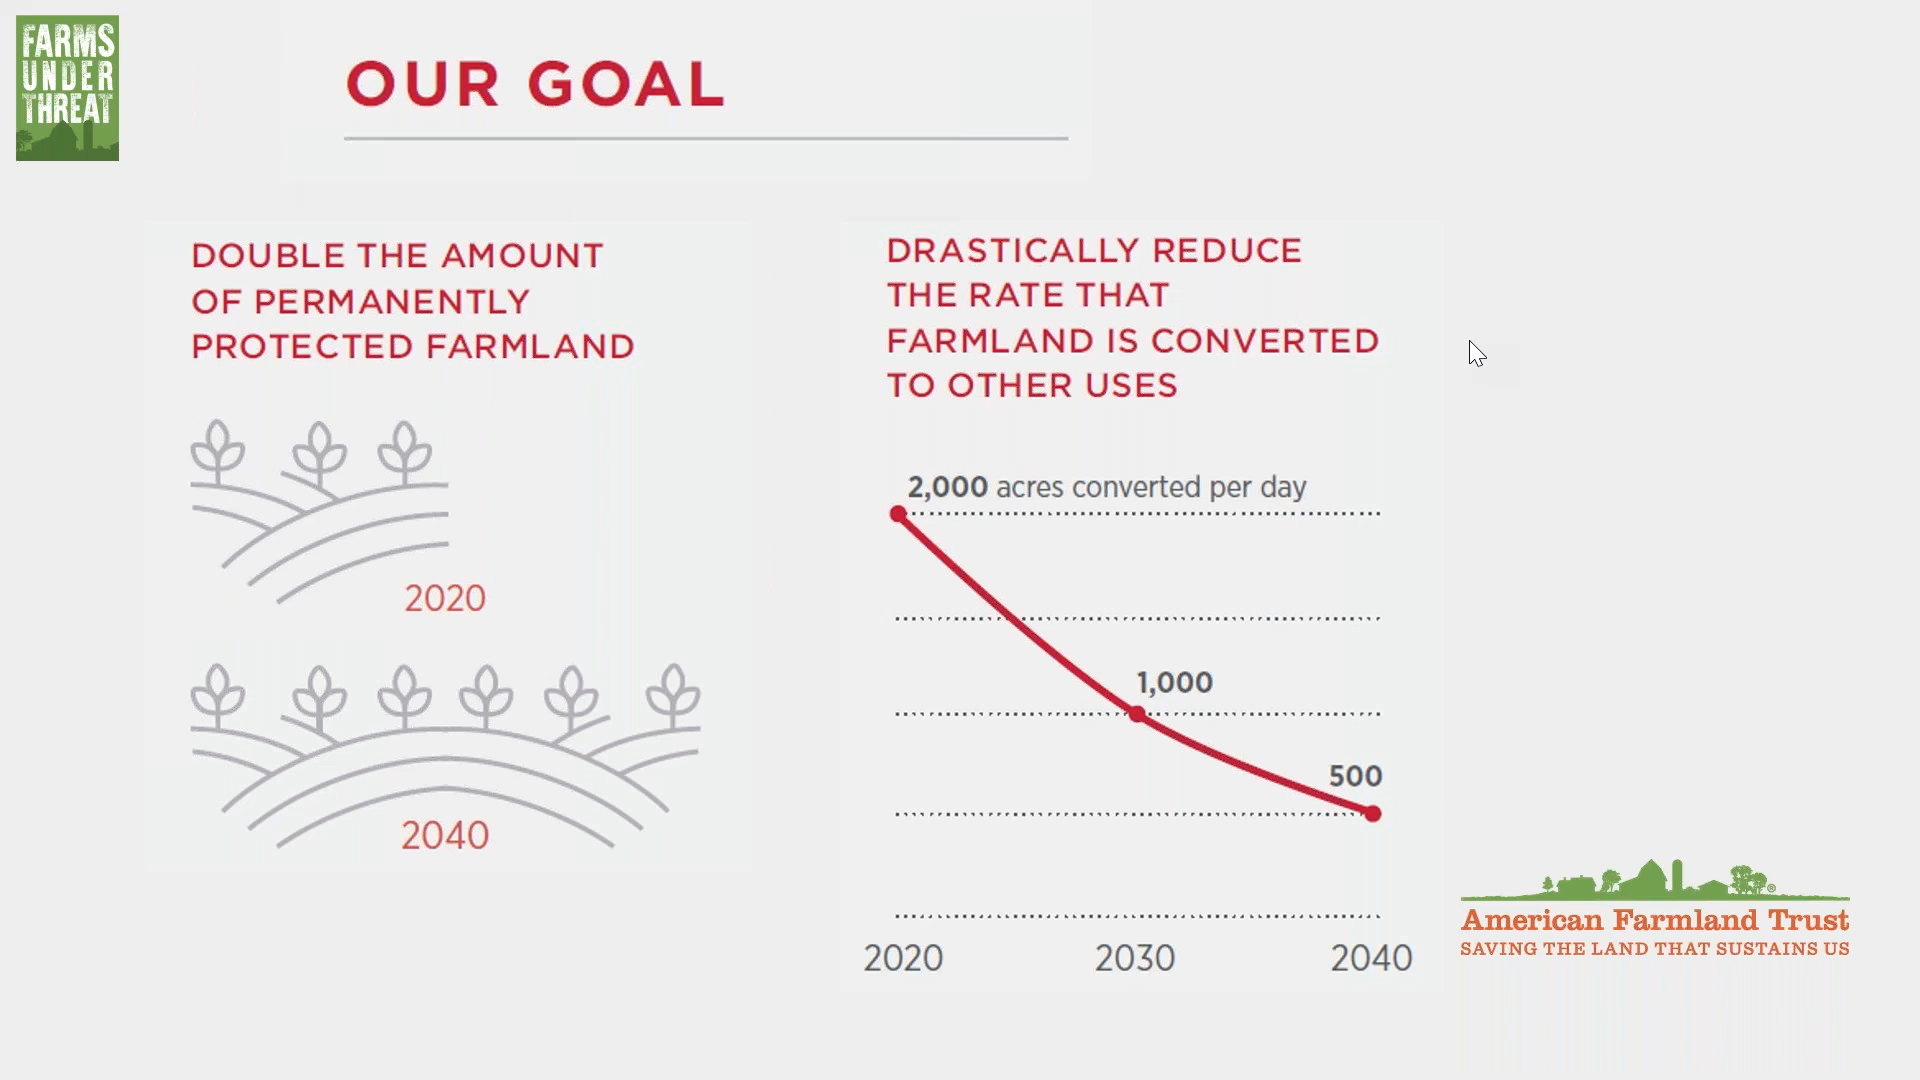 FARMS
UNDER
THREAT
OUR GOAL
DOUBLE THE AMOUNT
OF PERMANENTLY
PROTECTED FARMLAND
2020
2040
DRASTICALLY REDUCE
THE RATE THAT
FARMLAND IS CONVERTED
TO OTHER USES
2,000 acres converted per day
1,000
500
2020 2030 2040
American Farmland Trust®
SAVING THE LAND THAT SUSTAINS US